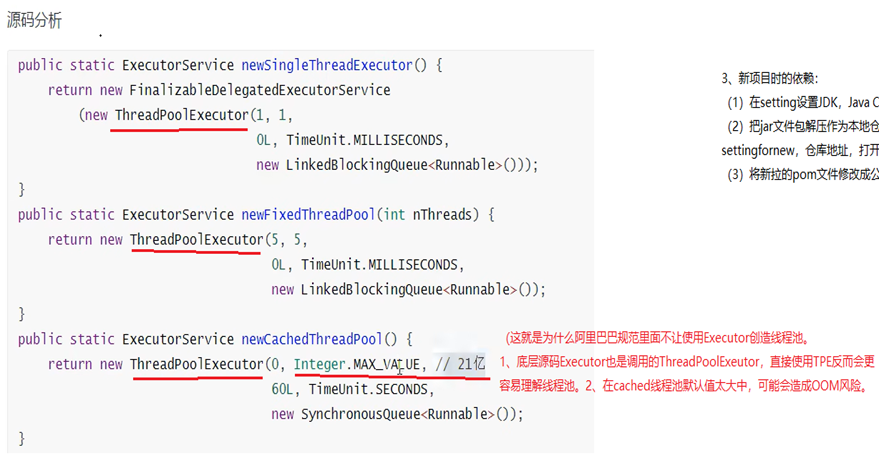 源码分析
public static ExecutorService newSingleThreadExecutor() {
return new FinalizableDelegatedExecutorService
(new ThreadPoolExecutor(1, 1,
0L, TimeUnit.MILLISECONDS,
new LinkedBlockingQueue<Runnable>()));
}
public static ExecutorService newFixedThreadPool(int nThreads) {
return new ThreadPoolExecutor(5, 5,
0L, TimeUnit.MILLISECONDS,
new LinkedBlockingQueue<Runnable>());
}
public static ExecutorService newCachedThreadPool() {
return new ThreadPoolExecutor(0, Integer.MAX_VALUE, // 21亿
60L, TimeUnit.SECONDS,
new SynchronousQueue<Runnable>());
}
3、新项目时的依赖：
（1）在setting设置JDK，Java C
（2）把jar文件包解压作为本地仓
settingfornew，仓库地址，打开
（3）将新拉的pom文件修改成公
（这就是为什么阿里巴巴规范里面不让使用Executor创造线程池。
1、底层源码Executor也是调用的ThreadPoolExeutor，直接使用TPE反而会更
容易理解线程池。2、在cached线程池默认值太大中，可能会造成OOM风险。